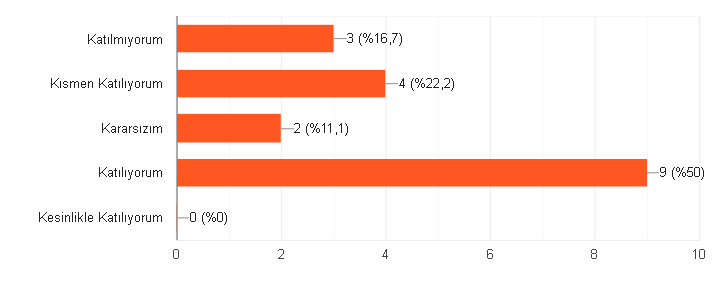 Katılmıyorum 3 (%16,7)
Kısmen Katılıyorum 4 (%22,2)
Kararsızım 2 (%11,1)
Katılıyorum 9 (%50)
Kesinlikle Katılıyorum 0 (%0)
0 2 4 6 8 10